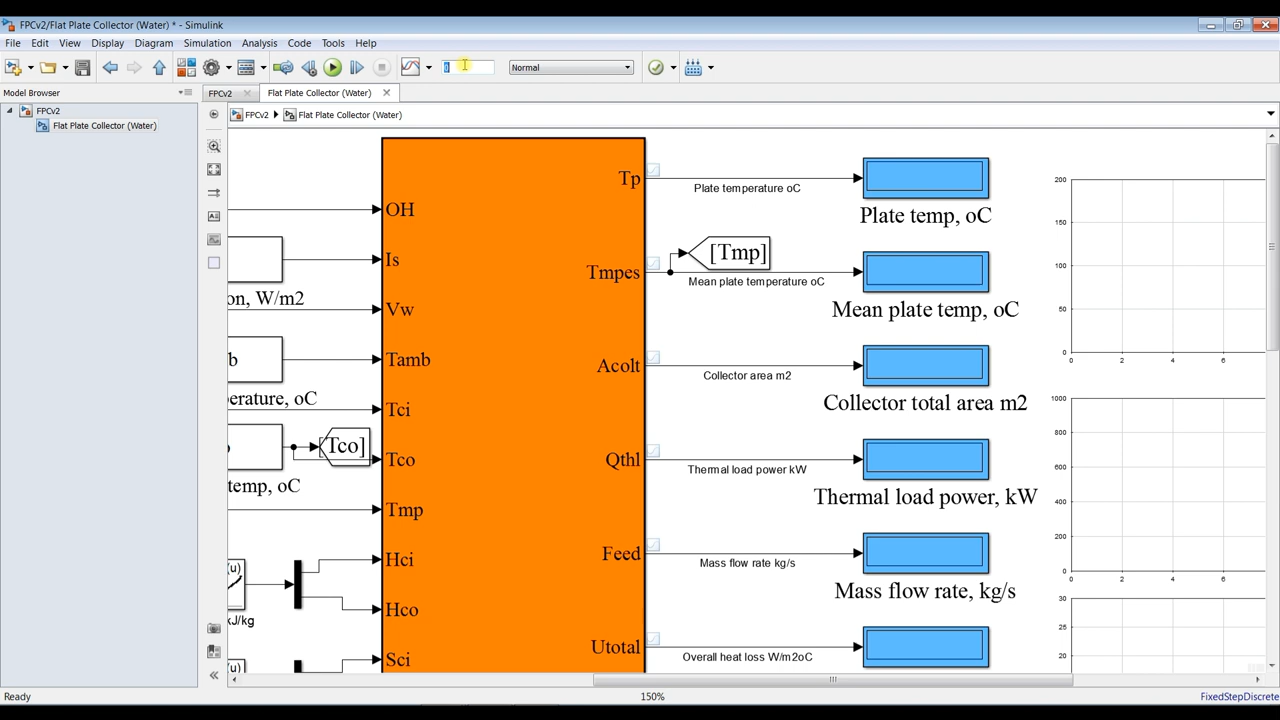 FPCv2/Flat Plate Collector (Water) * - Simulink
File Edit View Display Diagram Simulation Analysis Code Tools Help
Normal
Model Browser
FPCv2
Flat Plate Collector (Water)
FPCv2
Flat Plate Collector (Water)
FPCv2
Flat Plate Collector (Water)
OH
Is
on, W/m2
Vw
b
Tamb
erature, oC
Tci
[Tco]
Tco
temp, oC
Tmp
(u)
Hci
Hco
kJ/kg
(u)
Sci
Tp
Plate temperature oC
Plate temp, oC
[Tmp]
Tmpes
Mean plate temperature oC
Mean plate temp, oC
Acolt
Collector area m2
Collector total area m2
Qthl
Thermal load power kW
Thermal load power, kW
Feed
Mass flow rate kg/s
Mass flow rate, kg/s
Utotal
Overall heat loss W/m2oC
200
150
100
50
0
0 2 4 6
1000
800
600
400
200
0
0 2 4 6
30
25
20
Ready
150%
FixedStepDiscrete